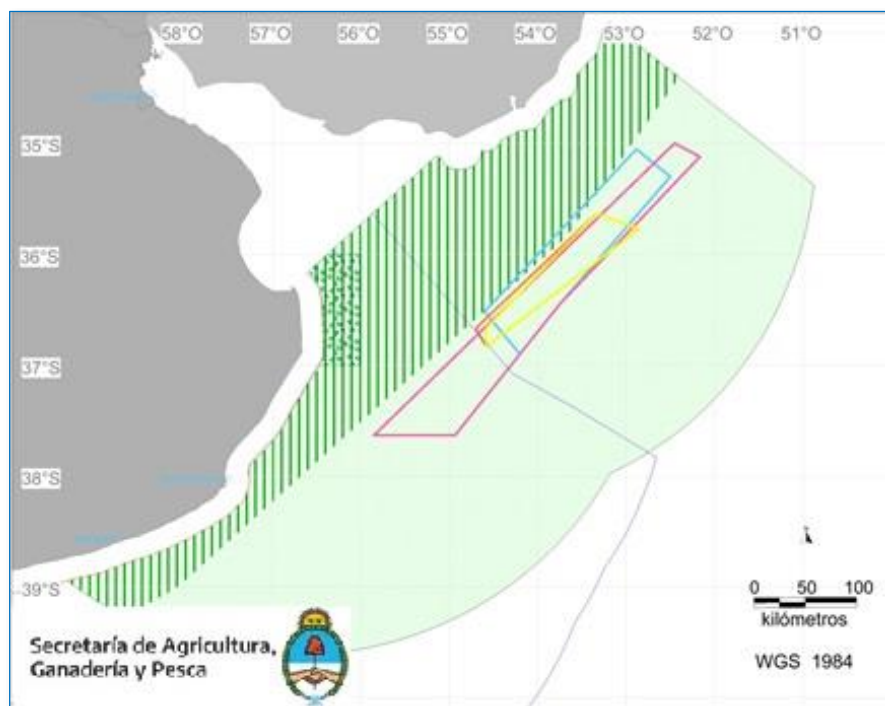 58°O 57°O 56°O 55°O 54°O 53°O 52°O 51°O
35°S
36°S
37°S
38°S
39°S
0 50 100
kilómetros
WGS 1984
Secretaría de Agricultura,
Ganadería y Pesca